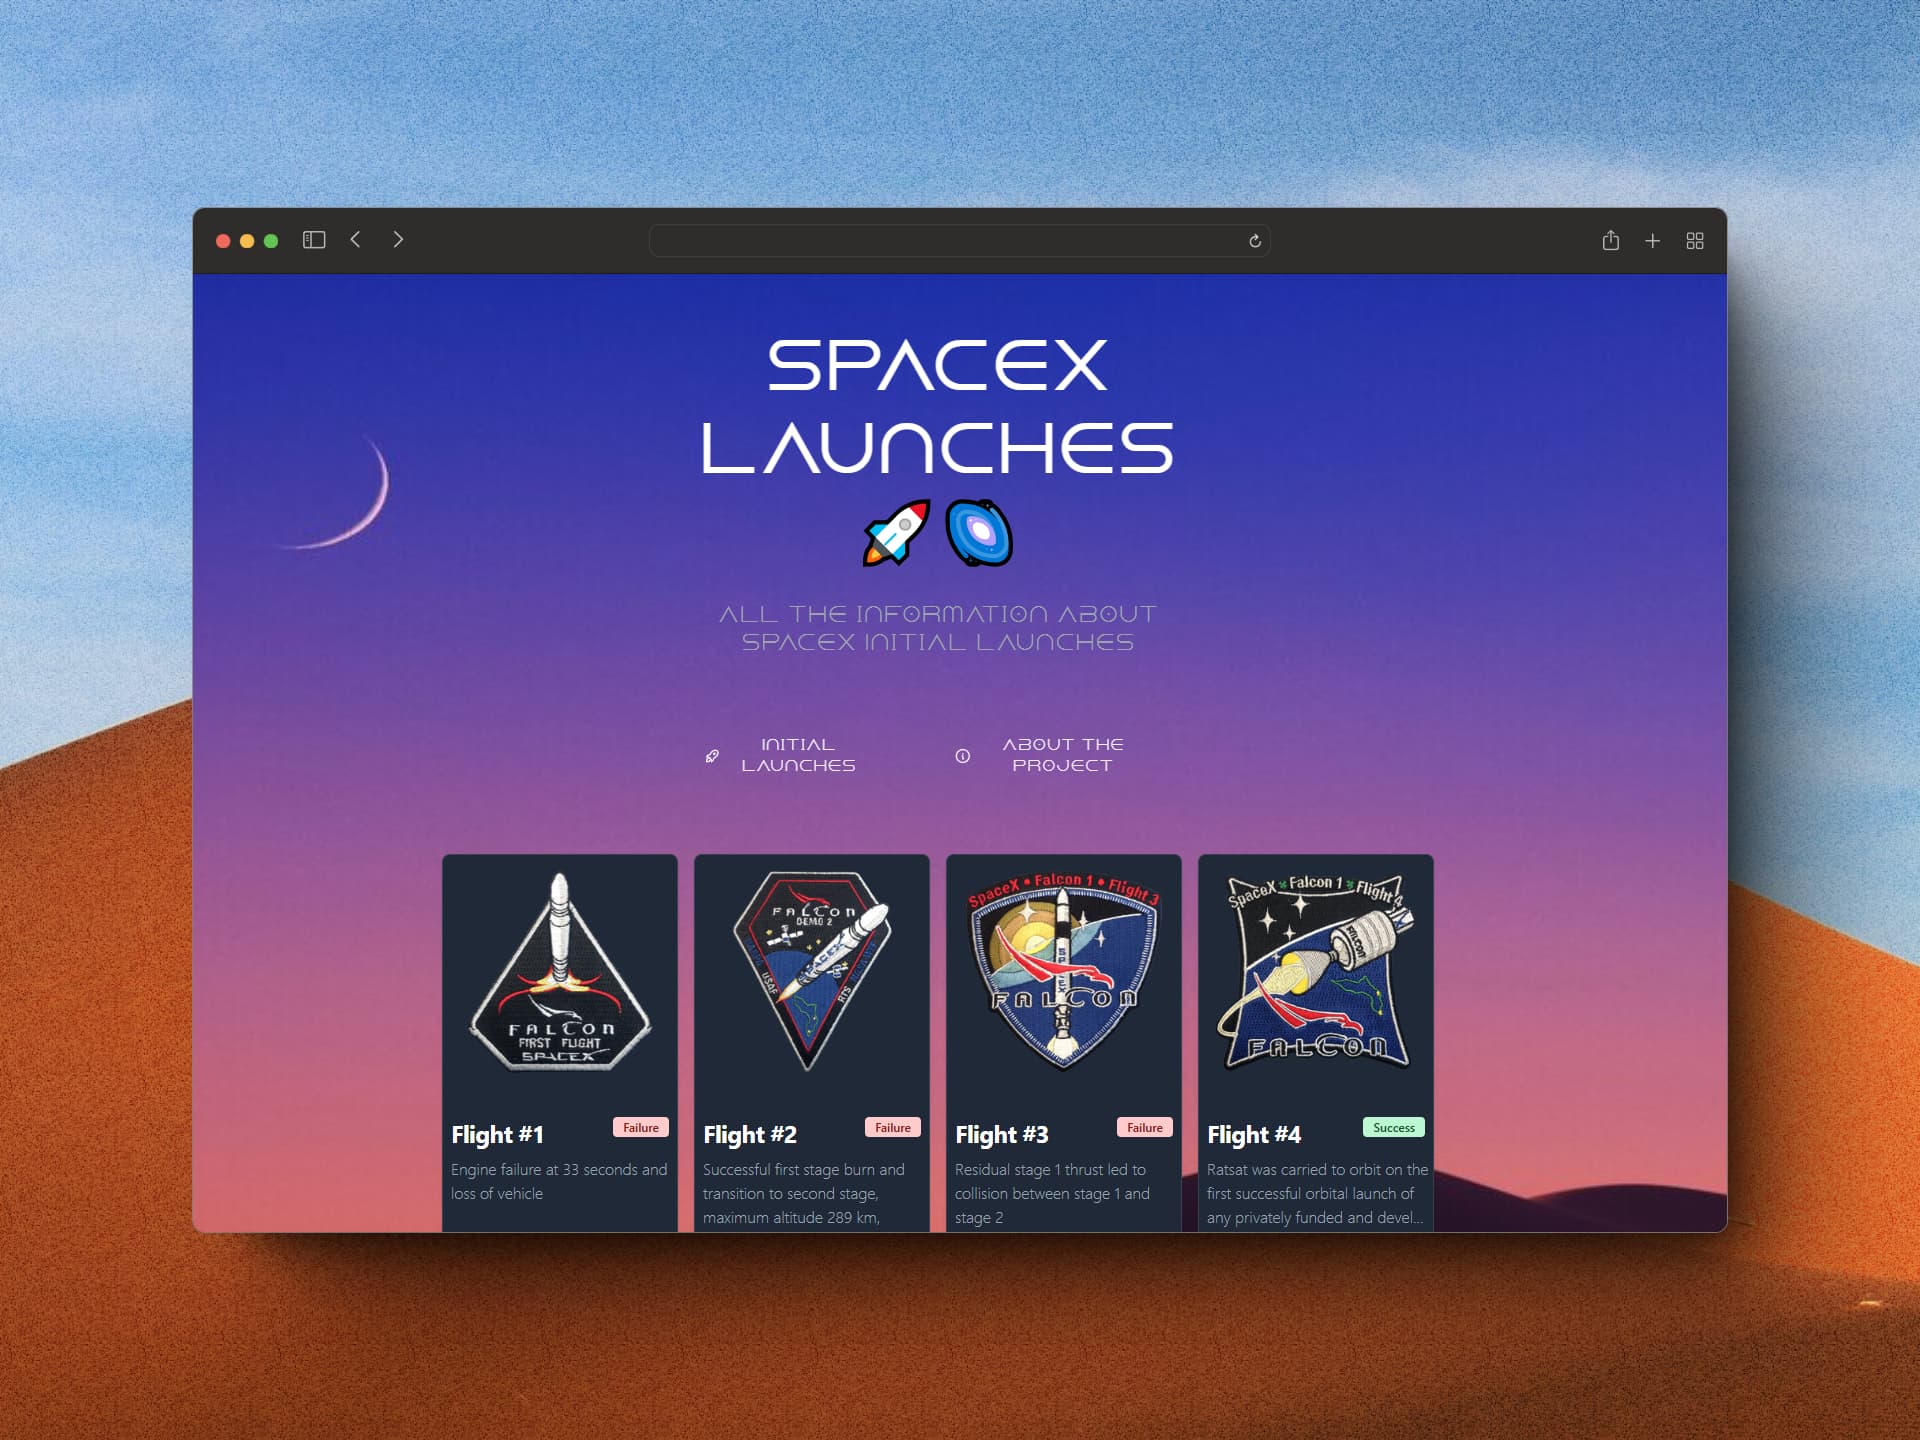 SPACEX
LAUNCHES
ALL THE INFORMATION ABOUT
SPACEX INITIAL LAUNCHES
INITIAL
LAUNCHES
ABOUT THE
PROJECT
FALCON
FIRST FLIGHT
SPACEX
Flight #1
Failure
Engine failure at 33 seconds and
loss of vehicle
FALCON
DEMO 2
USAF
RTS
Flight #2
Failure
Successful first stage burn and
transition to second stage,
maximum altitude 289 km,
SpaceX • Falcon 1 • Flight 3
SPACEX
FALCON
Flight #3
Failure
Residual stage 1 thrust led to
collision between stage 1 and
stage 2
SpaceX Falcon 1 Flight 4
FALCON
FALCON
Flight #4
Success
Ratsat was carried to orbit on the
first successful orbital launch of
any privately funded and devel...